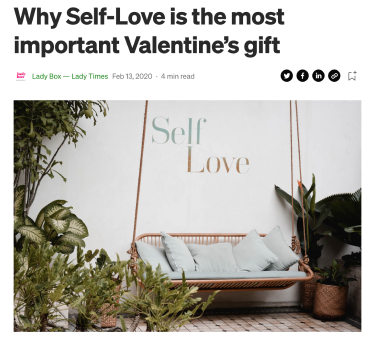 Why Self-Love is the most
important Valentine’s gift
Lady Box — Lady Times Feb 13, 2020 · 4 min read
Self
Love